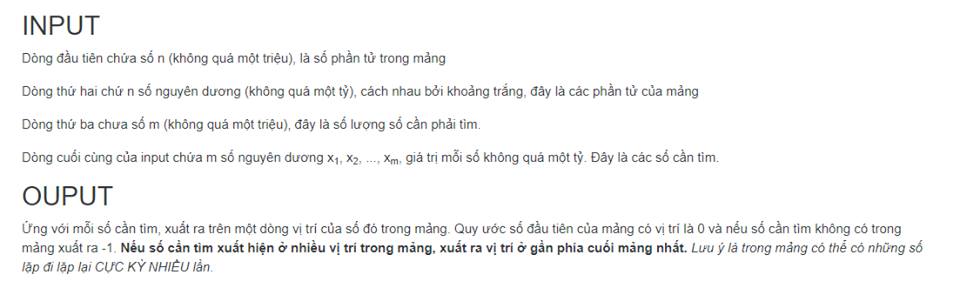 INPUT
Dòng đầu tiên chứa số n (không quá một triệu), là số phần tử trong mảng
Dòng thứ hai chứ n số nguyên dương (không quá một tỷ), cách nhau bởi khoảng trắng, đây là các phần tử của mảng
Dòng thứ ba chưa số m (không quá một triệu), đây là số lượng số cần phải tìm.
Dòng cuối cùng của input chứa m số nguyên dương x₁, x₂, ..., xₘ, giá trị mỗi số không quá một tỷ. Đây là các số cần tìm.
OUPUT
Ứng với mỗi số cần tìm, xuất ra trên một dòng vị trí của số đó trong mảng. Quy ước số đầu tiên của mảng có vị trí là 0 và nếu số cần tìm không có trong
mảng xuất ra -1. Nếu số cần tìm xuất hiện ở nhiều vị trí trong mảng, xuất ra vị trí ở gần phía cuối mảng nhất. Lưu ý là trong mảng có thể có những số
lặp đi lặp lại CỰC KỲ NHIỀU lần.